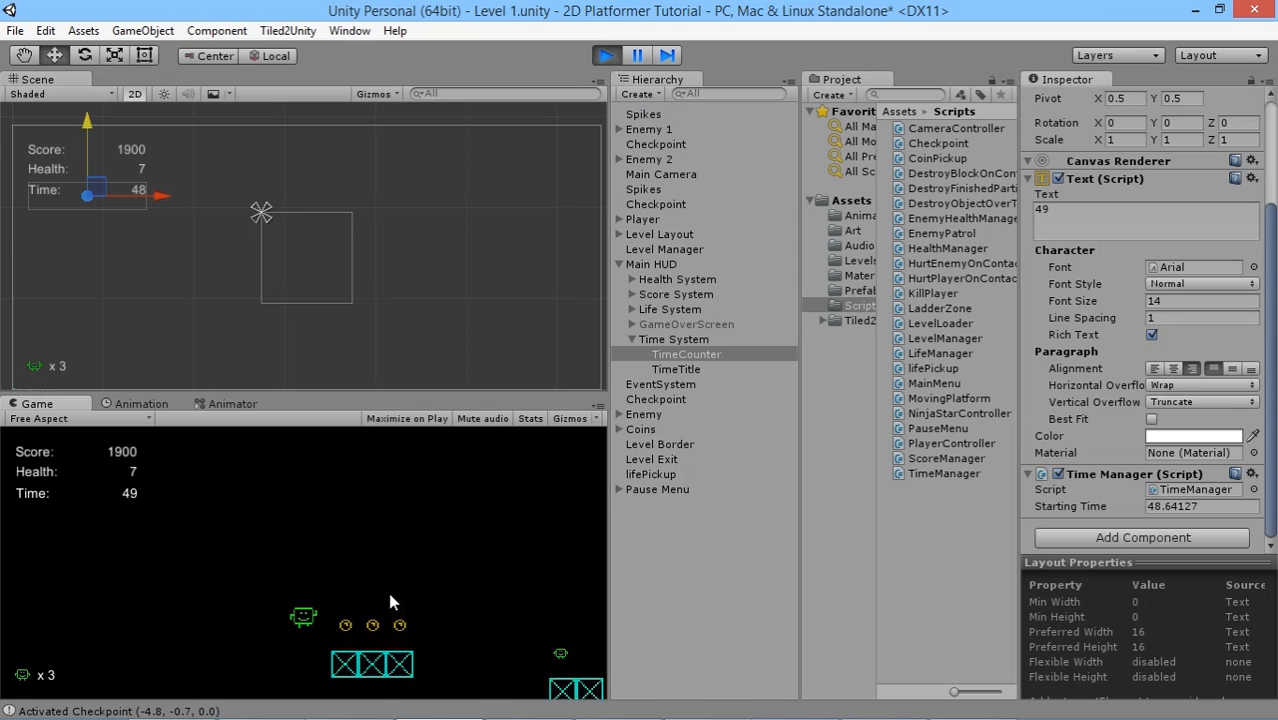 Unity Personal (64bit) - Level 1.unity - 2D Platformer Tutorial - PC, Mac & Linux Standalone* <DX11>
File Edit Assets GameObject Component Tiled2Unity Window Help
Center Local Layers Layout
Scene
Shaded 2D Gizmos All
Score: 1900
Health: 7
Time: 48
x 3
Game Animation Animator
Free Aspect Maximize on Play Mute audio Stats Gizmos
Score: 1900
Health: 7
Time: 49
x 3
Hierarchy
Create All
Spikes
Enemy 1
Checkpoint
Enemy 2
Main Camera
Spikes
Checkpoint
Player
Level Layout
Level Manager
Main HUD
Health System
Score System
Life System
GameOverScreen
Time System
TimeCounter
TimeTitle
EventSystem
Checkpoint
Enemy
Coins
Level Border
Level Exit
lifePickup
Pause Menu
Project
Create
Favorit
All Ma
All Mo
All Pre
All Sc
Assets
Anima
Art
Audio
Levels
Mater
Prefab
Script
Tiled2
Assets Scripts
CameraController
Checkpoint
CoinPickup
DestroyBlockOnCon
DestroyFinishedParti
DestroyObjectOverT
EnemyHealthManage
EnemyPatrol
HealthManager
HurtEnemyOnContac
HurtPlayerOnContac
KillPlayer
LadderZone
LevelLoader
LevelManager
LifeManager
lifePickup
MainMenu
MovingPlatform
NinjaStarController
PauseMenu
PlayerController
ScoreManager
TimeManager
Inspector
Pivot X 0.5 Y 0.5
Rotation X 0 Y 0 Z 0
Scale X 1 Y 1 Z 1
Canvas Renderer
Text (Script)
Text
49
Character
Font Arial
Font Style Normal
Font Size 14
Line Spacing 1
Rich Text
Paragraph
Alignment
Horizontal Overflo Wrap
Vertical Overflow Truncate
Best Fit
Color
Material None (Material)
Time Manager (Script)
Script TimeManager
Starting Time 48.64127
Add Component
Layout Properties
Property Value Source
Min Width 0 Text
Min Height 0 Text
Preferred Width 16 Text
Preferred Height 16 Text
Flexible Width disabled none
Flexible Height disabled none
Activated Checkpoint (-4.8, -0.7, 0.0)